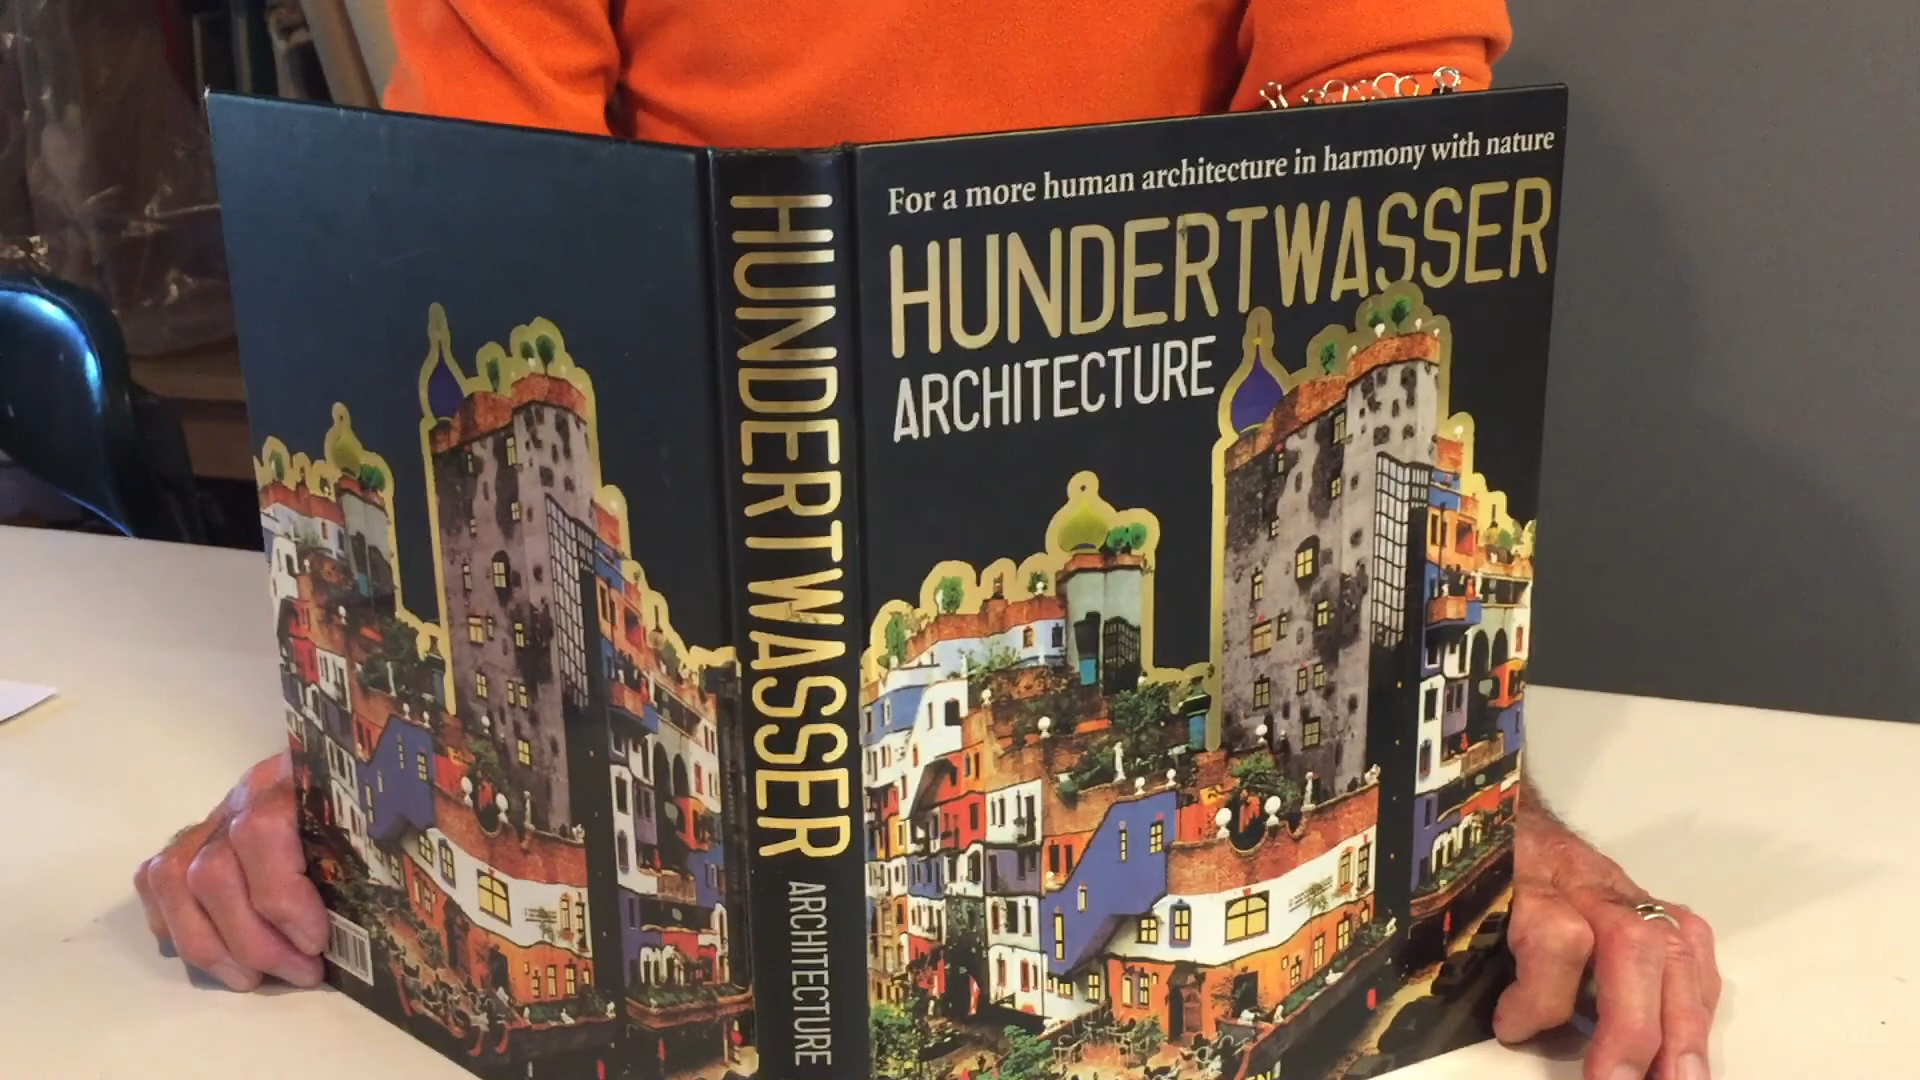 For a more human architecture in harmony with nature
HUNDERTWASSER
ARCHITECTURE
HUNDERTWASSER
ARCHITECTURE